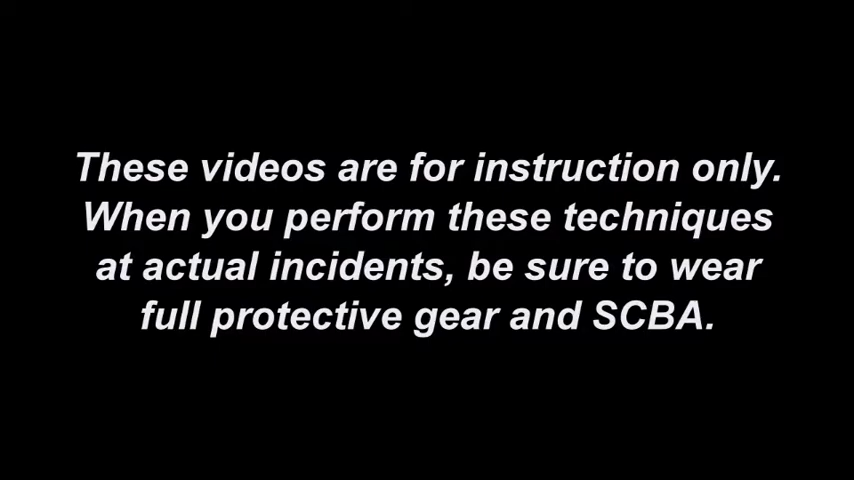 These videos are for instruction only.
When you perform these techniques
at actual incidents, be sure to wear
full protective gear and SCBA.